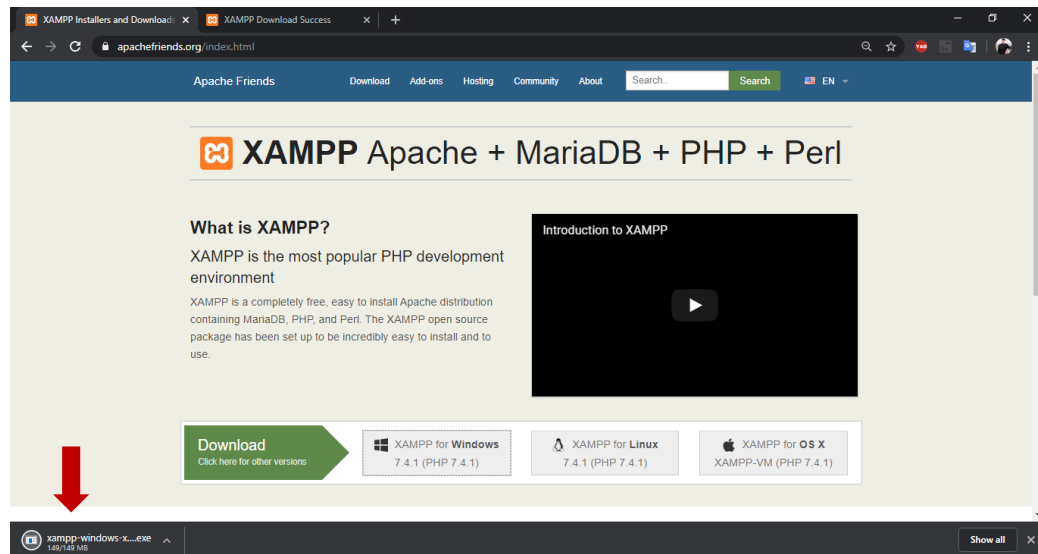 XAMPP Installers and Downloads
XAMPP Download Success
apachefriends.org/index.html
Apache Friends
Download
Add-ons
Hosting
Community
About
Search..
Search
EN
XAMPP Apache + MariaDB + PHP + Perl
What is XAMPP?
XAMPP is the most popular PHP development
environment
XAMPP is a completely free, easy to install Apache distribution
containing MariaDB, PHP, and Perl. The XAMPP open source
package has been set up to be incredibly easy to install and to
use.
Introduction to XAMPP
Download
Click here for other versions
XAMPP for Windows
7.4.1 (PHP 7.4.1)
XAMPP for Linux
7.4.1 (PHP 7.4.1)
XAMPP for OS X
XAMPP-VM (PHP 7.4.1)
xampp-windows-x....exe
149/149 MB
Show all